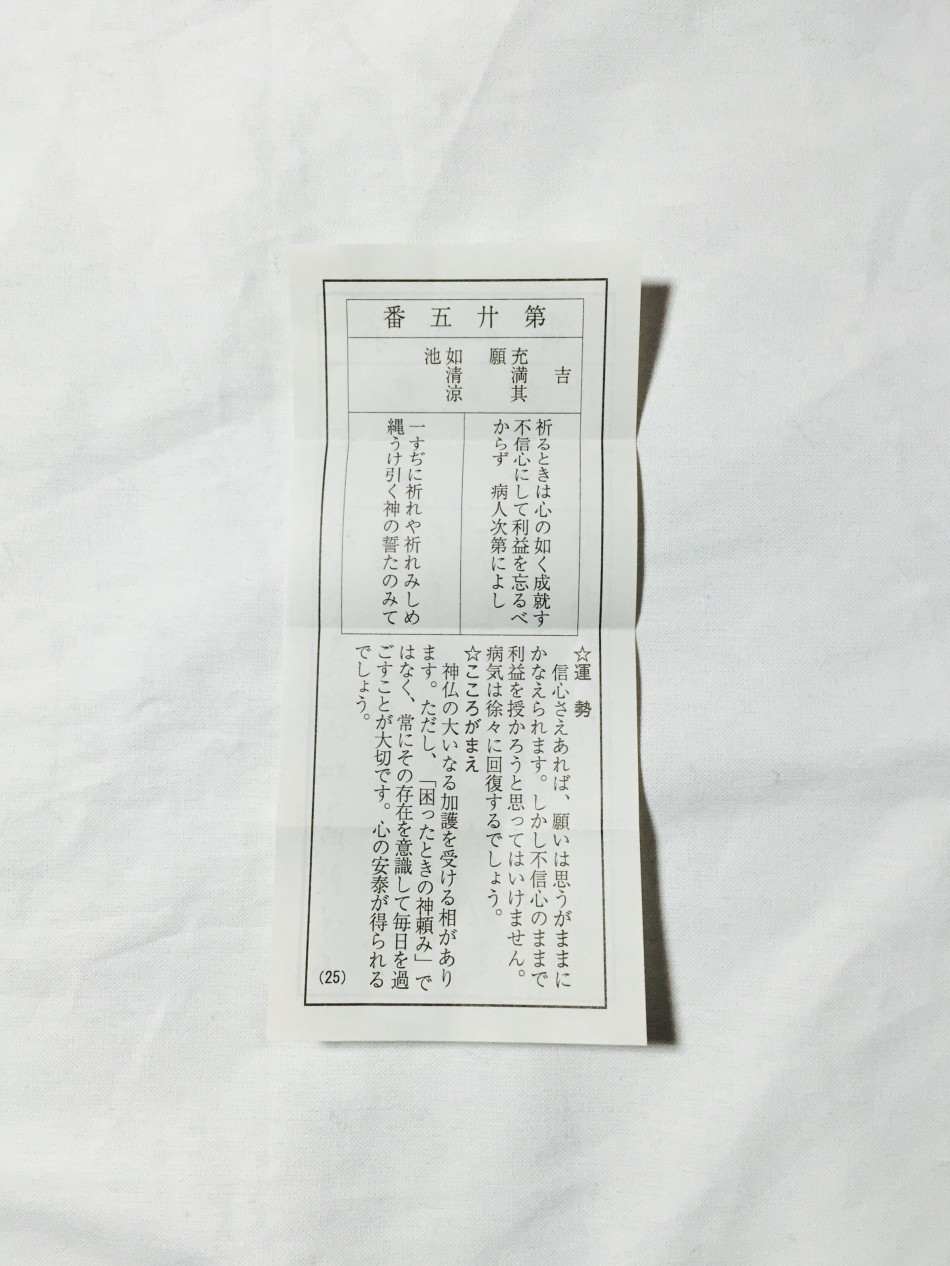 第廿五番
吉
充満其
願
如清涼
池
祈るときは心の如く成就す
不信心にして利益を忘るべ
からず　病人次第によし
一すぢに祈れや祈れみしめ
縄うけ引く神の誓たのみて
☆運　勢
信心さえあれば、願いは思うがままに
かなえられます。しかし不信心のままで
利益を授かろうと思ってはいけません。
病気は徐々に回復するでしょう。
☆こころがまえ
神仏の大いなる加護を受ける相があり
ます。ただし、「困ったときの神頼み」で
はなく、常にその存在を意識して毎日を過
ごすことが大切です。心の安泰が得られる
でしょう。
(25)